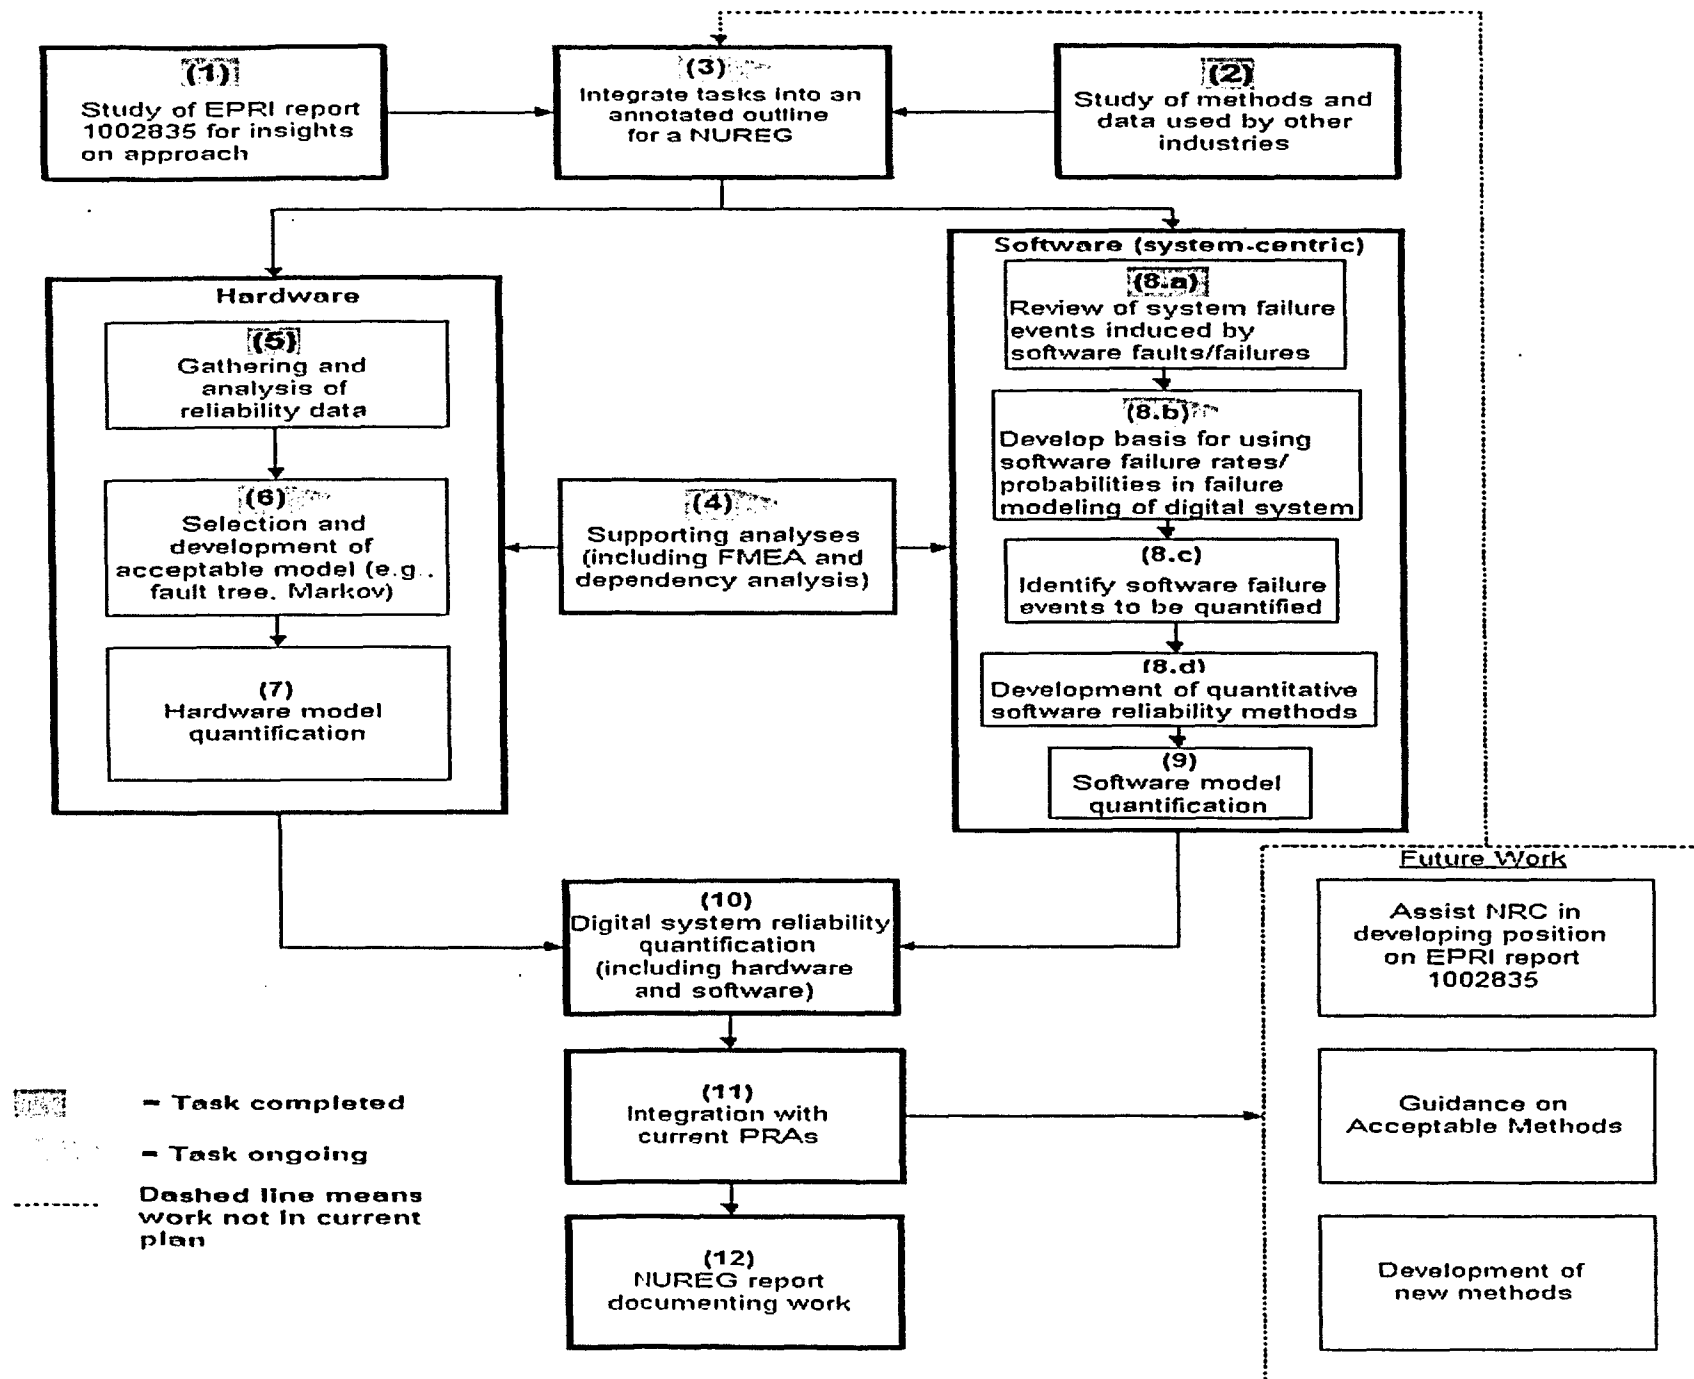 (1)
Study of EPRI report
1002835 for insights
on approach
(3)
Integrate tasks into an
annotated outline
for a NUREG
(2)
Study of methods and
data used by other
industries
Hardware
(5)
Gathering and
analysis of
reliability data
(6)
Selection and
development of
acceptable model (e.g.,
fault tree, Markov)
(7)
Hardware model
quantification
(4)
Supporting analyses
(including FMEA and
dependency analysis)
Software (system-centric)
(8.a)
Review of system failure
events induced by
software faults/failures
(8.b)
Develop basis for using
software failure rates/
probabilities in failure
modeling of digital system
(8.c)
Identify software failure
events to be quantified
(8.d)
Development of quantitative
software reliability methods
(9)
Software model
quantification
(10)
Digital system reliability
quantification
(including hardware
and software)
(11)
Integration with
current PRAs
(12)
NUREG report
documenting work
Future Work
Assist NRC in
developing position
on EPRI report
1002835
Guidance on
Acceptable Methods
Development of
new methods
= Task completed
= Task ongoing
Dashed line means
work not in current
plan